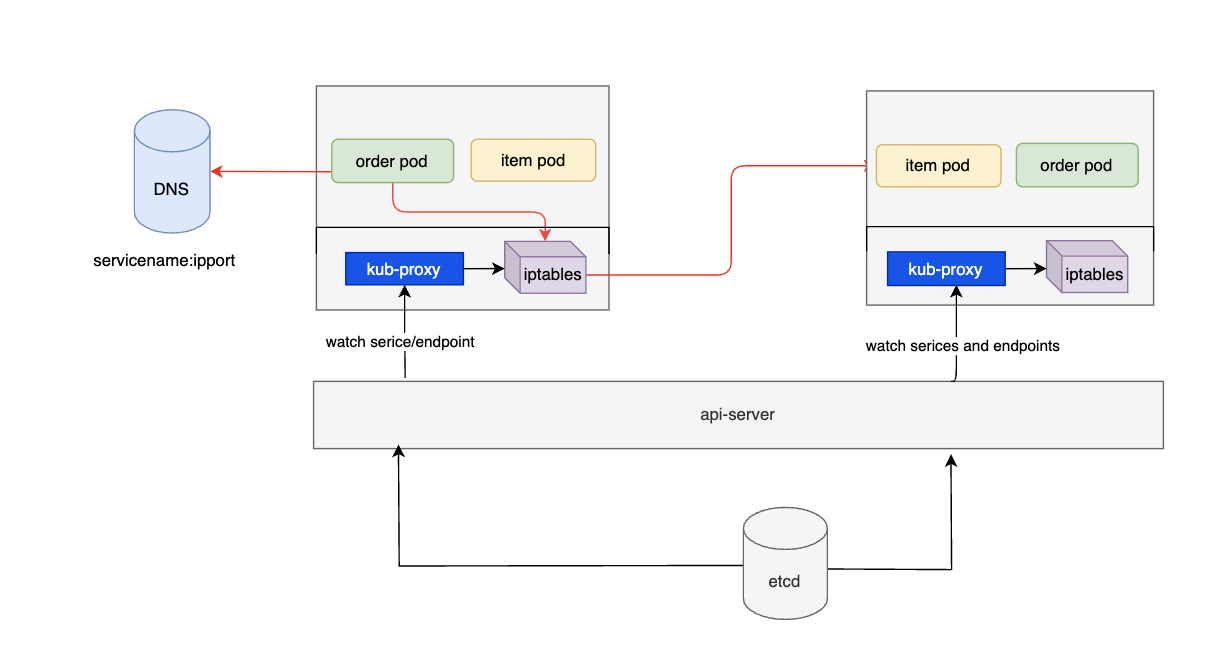 order pod
item pod
item pod
order pod
DNS
servicename:ipport
kub-proxy
iptables
kub-proxy
iptables
watch serice/endpoint
watch serices and endpoints
api-server
etcd